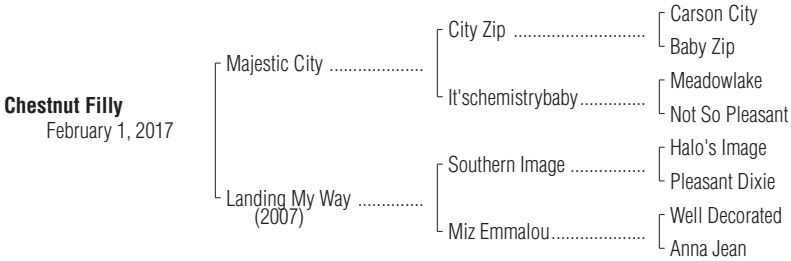 Chestnut Filly
February 1, 2017
Majestic City ....................
Landing My Way ..............
(2007)
City Zip ............................
It'schemistrybaby..............
Southern Image ................
Miz Emmalou....................
Carson City
Baby Zip
Meadowlake
Not So Pleasant
Halo's Image
Pleasant Dixie
Well Decorated
Anna Jean